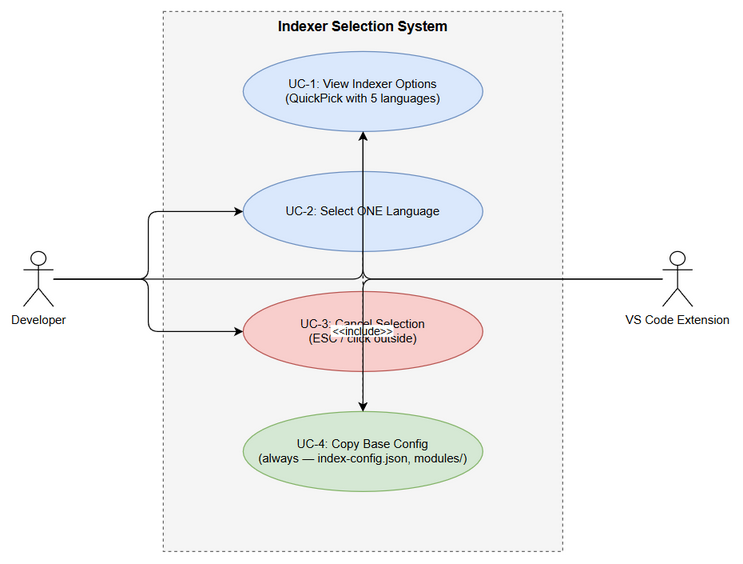 Indexer Selection System
UC-1: View Indexer Options
(QuickPick with 5 languages)
UC-2: Select ONE Language
Developer
VS Code Extension
UC-3: Cancel Selection
<<include>>
(ESC / click outside)
UC-4: Copy Base Config
(always — index-config.json, modules/)